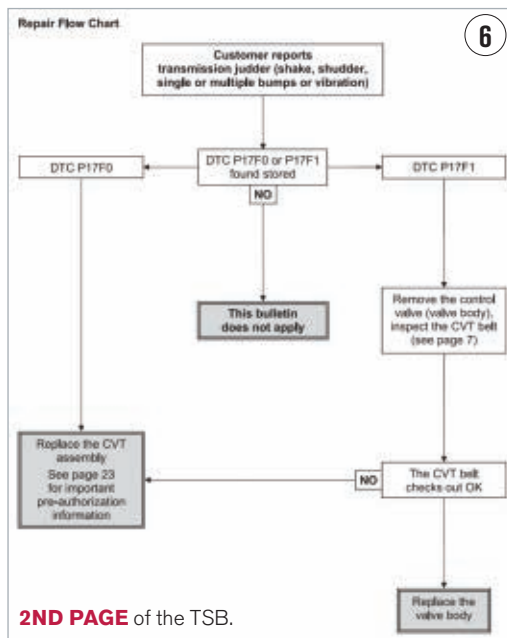 Repair Flow Chart
6
Customer reports
transmission judder (shake, shudder,
single or multiple bumps or vibration)
DTC P17F0
DTC P17F0 or P17F1
found stored
DTC P17F1
NO
This bulletin
does not apply
Remove the control
valve (valve body),
inspect the CVT belt
(see page 7)
Replace the CVT
assembly
See page 23
for important
pre-authorization
information
NO
The CVT belt
checks out OK
Replace the
valve body
2ND PAGE of the TSB.